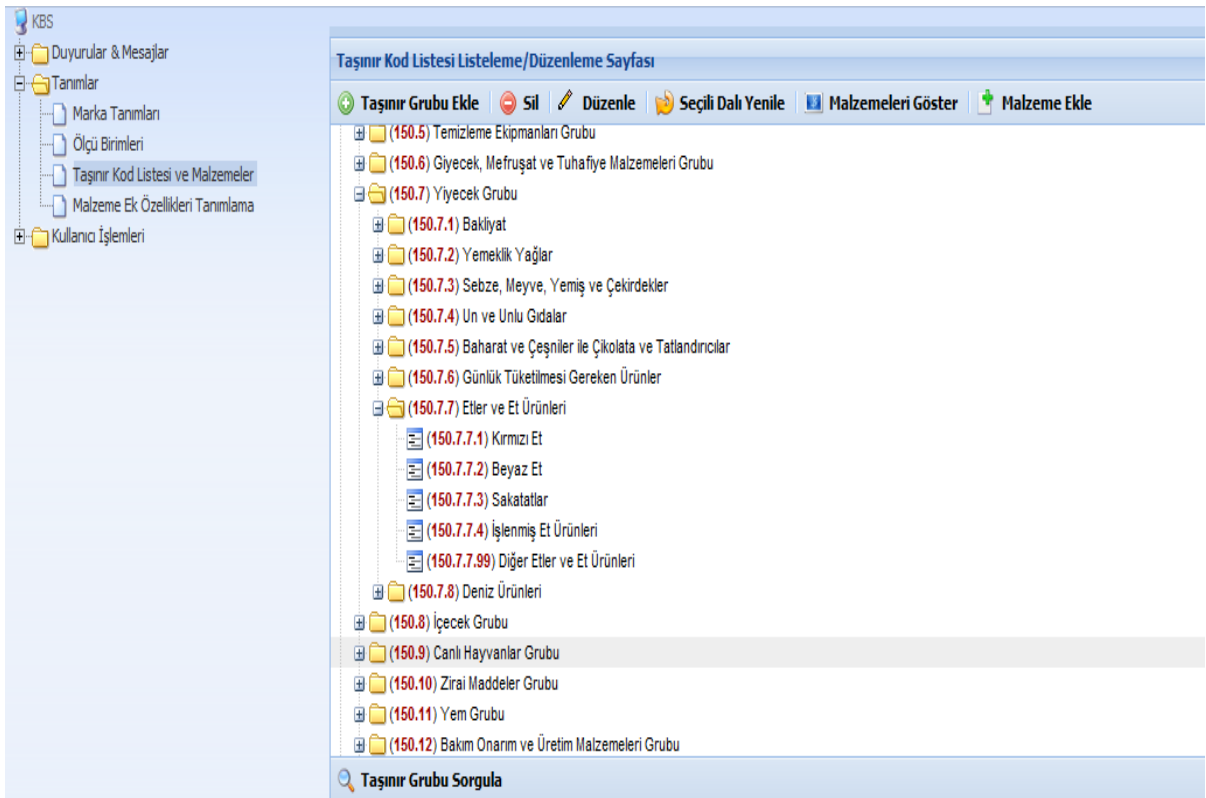 KBS
Duyurular & Mesajlar
Tanımlar
Marka Tanımları
Ölçü Birimleri
Taşınır Kod Listesi ve Malzemeler
Malzeme Ek Özellikleri Tanımlama
Kullanıcı İşlemleri
Taşınır Kod Listesi Listeleme/Düzenleme Sayfası
Taşınır Grubu Ekle Sil Düzenle Seçili Dalı Yenile Malzemeleri Göster Malzeme Ekle
(150.5) Temizleme Ekipmanları Grubu
(150.6) Giyecek, Mefruşat ve Tuhafiye Malzemeleri Grubu
(150.7) Yiyecek Grubu
(150.7.1) Bakliyat
(150.7.2) Yemeklik Yağlar
(150.7.3) Sebze, Meyve, Yemiş ve Çekirdekler
(150.7.4) Un ve Unlu Gıdalar
(150.7.5) Baharat ve Çeşniler ile Çikolata ve Tatlandırıcılar
(150.7.6) Günlük Tüketilmesi Gereken Ürünler
(150.7.7) Etler ve Et Ürünleri
(150.7.7.1) Kırmızı Et
(150.7.7.2) Beyaz Et
(150.7.7.3) Sakatatlar
(150.7.7.4) İşlenmiş Et Ürünleri
(150.7.7.99) Diğer Etler ve Et Ürünleri
(150.7.8) Deniz Ürünleri
(150.8) İçecek Grubu
(150.9) Canlı Hayvanlar Grubu
(150.10) Zirai Maddeler Grubu
(150.11) Yem Grubu
(150.12) Bakım Onarım ve Üretim Malzemeleri Grubu
Taşınır Grubu Sorgula